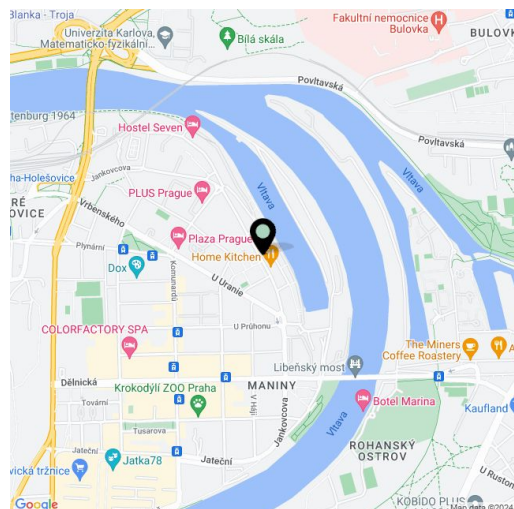 Blanka - Troja
Univerzita Karlova,
Matematicko-fyzikální...
Bílá skála
Fakultní nemocnice
Bulovka
BULOVK
Povltavská
Povltavská
tenburg 1964
Hostel Seven
Jankovcova
ha-Holešovice
PLUS Prague
Vltava
Vltava
RÉ
OVICE
Vrbenského
Plynární
Plaza Prague
Home Kitchen
Dox
Komunardů
U Uranie
COLORFACTORY SPA
U Průhonu
The Miners
Coffee Roastery
A
Libeňský most
Dělnická
MANINY
Krokodýlí ZOO Praha
Botel Marina
Kaufland
Tovární
V Háji
Jankovcova
Vltava
Tusarova
ROHANSKÝ
OSTROV
Jateční
Jateční
Jatka78
vická tržnice
U Rustonk
KOBIDO PLUS
Google
Map data ©2024